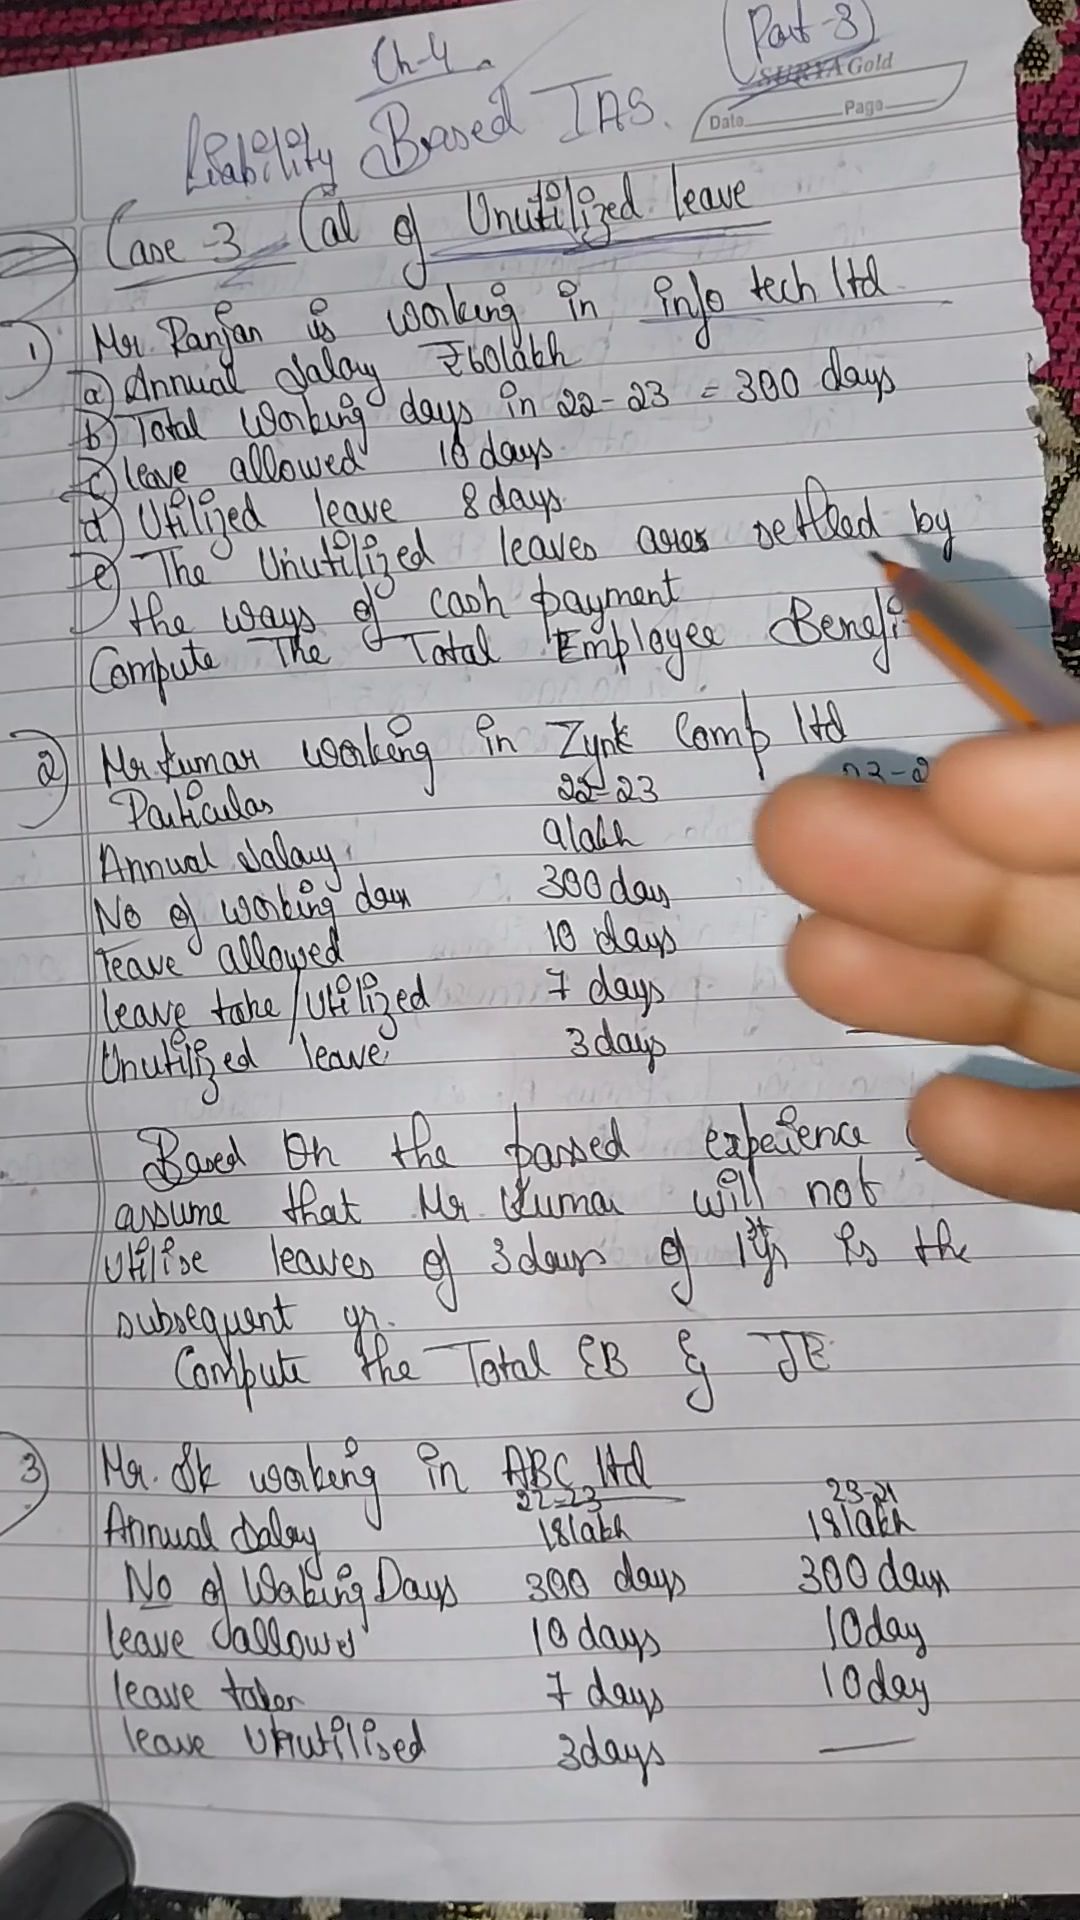 Ch-4
(Part-3)
SURYA Gold
Date Page
Liability Based IAS.
Case-3 Cal of Unutilized leave
1) Mr. Ranjan is working in info tech ltd
a) Annual Salary ₹60lakh
b) Total working days in 22-23 = 300 days
c) leave allowed 10 days
d) Utilized leave 8 days
e) The Unutilized leaves are settled by
the ways of cash payment
Compute The Total Employee Benefi
2) Mr Kumar working in Zynk Comp ltd
Particulas 22-23 23-2
Annual Salary 9lakh
No of working days 300 days
leave allowed 10 days
leave take/Utilized 7 days
Unutilized leave 3 days
Based on the passed expeience
assume that Mr. Kumar will not
Utilise leaves of 3 days of 1st yr is the
subsequent yr.
Compute the Total EB & JE
3) Mr. Sk working in ABC ltd
22-23
Annual Salay 18lakh 18lakh
No of Woking Days 300 days 300 days
leave allowed 10 days 10day
leave taken 7 days 10day
leave Unutilised 3days —